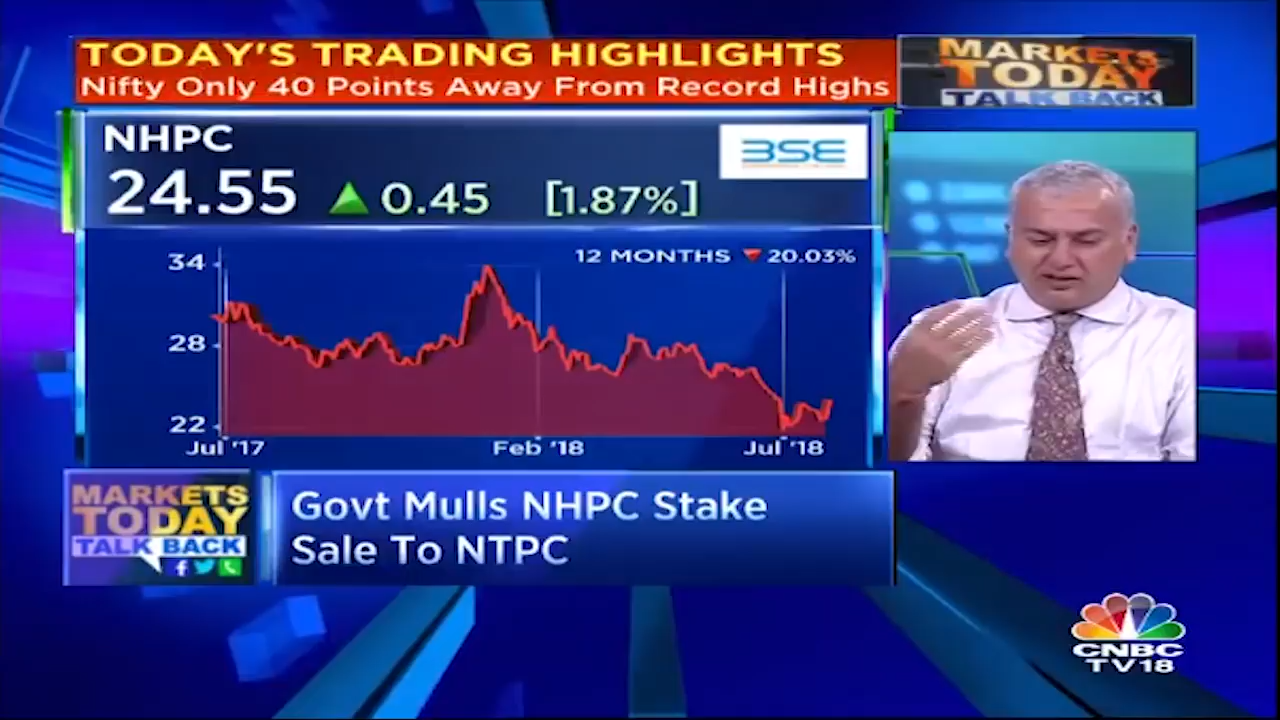 TODAY'S TRADING HIGHLIGHTS
Nifty Only 40 Points Away From Record Highs
MARKETS
TODAY
TALK BACK
NHPC
24.55 ▲ 0.45 [1.87%]
BSE
12 MONTHS ▼ 20.03%
34
28
22
Jul '17 Feb '18 Jul '18
MARKETS
TODAY
TALK BACK
Govt Mulls NHPC Stake
Sale To NTPC
CNBC
TV18